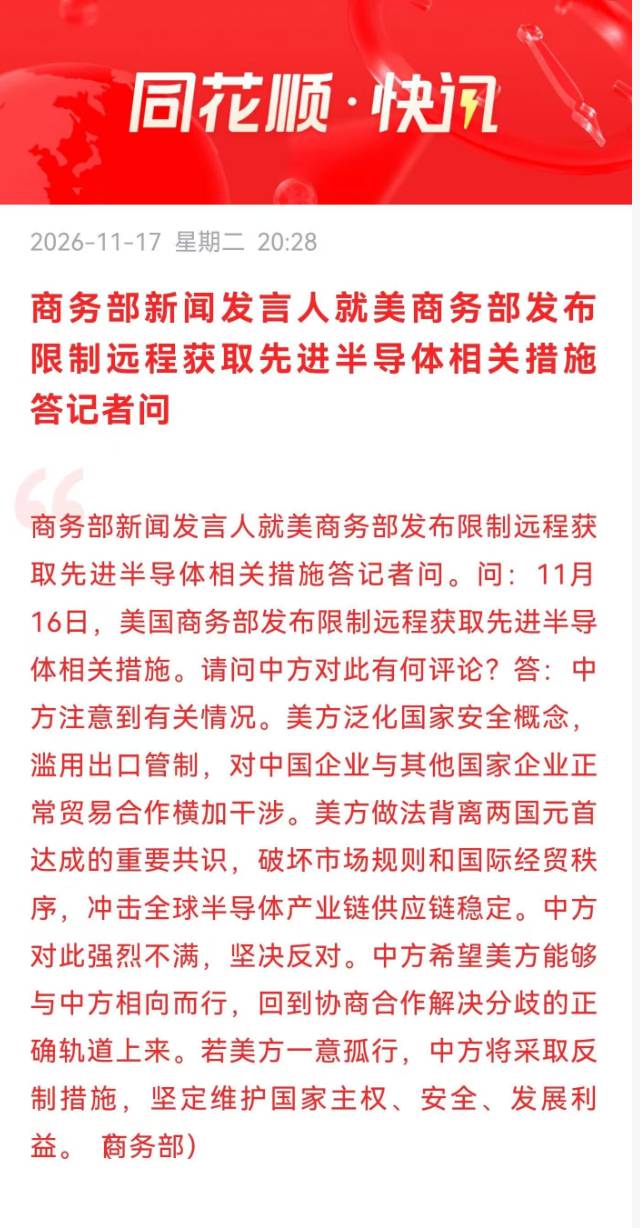 同花顺·快讯
2026-11-17 星期二 20:28
商务部新闻发言人就美商务部发布
限制远程获取先进半导体相关措施
答记者问
商务部新闻发言人就美商务部发布限制远程获
取先进半导体相关措施答记者问。问：11月
16日，美国商务部发布限制远程获取先进半导
体相关措施。请问中方对此有何评论？答：中
方注意到有关情况。美方泛化国家安全概念，
滥用出口管制，对中国企业与其他国家企业正
常贸易合作横加干涉。美方做法背离两国元首
达成的重要共识，破坏市场规则和国际经贸秩
序，冲击全球半导体产业链供应链稳定。中方
对此强烈不满，坚决反对。中方希望美方能够
与中方相向而行，回到协商合作解决分歧的正
确轨道上来。若美方一意孤行，中方将采取反
制措施，坚定维护国家主权、安全、发展利
益。（商务部）